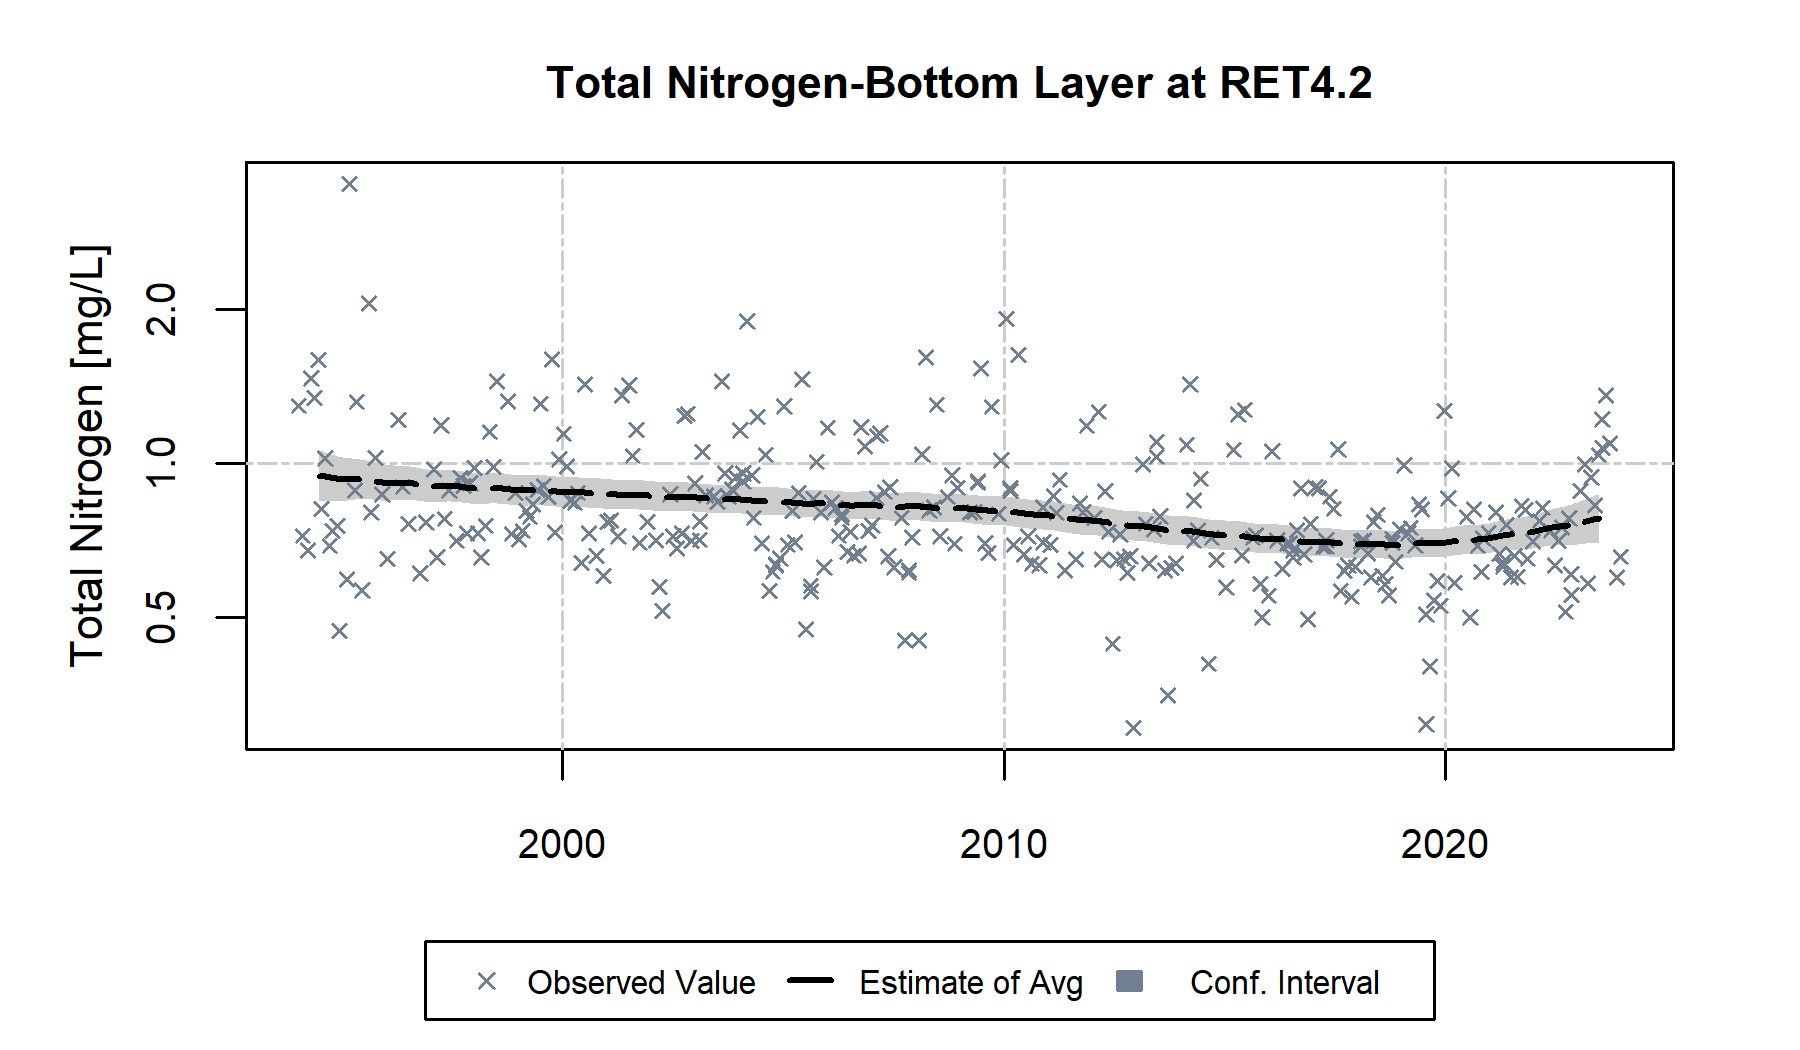 Total Nitrogen-Bottom Layer at RET4.2
Total Nitrogen [mg/L]
2.0
1.0
0.5
2000 2010 2020
Observed Value Estimate of Avg Conf. Interval